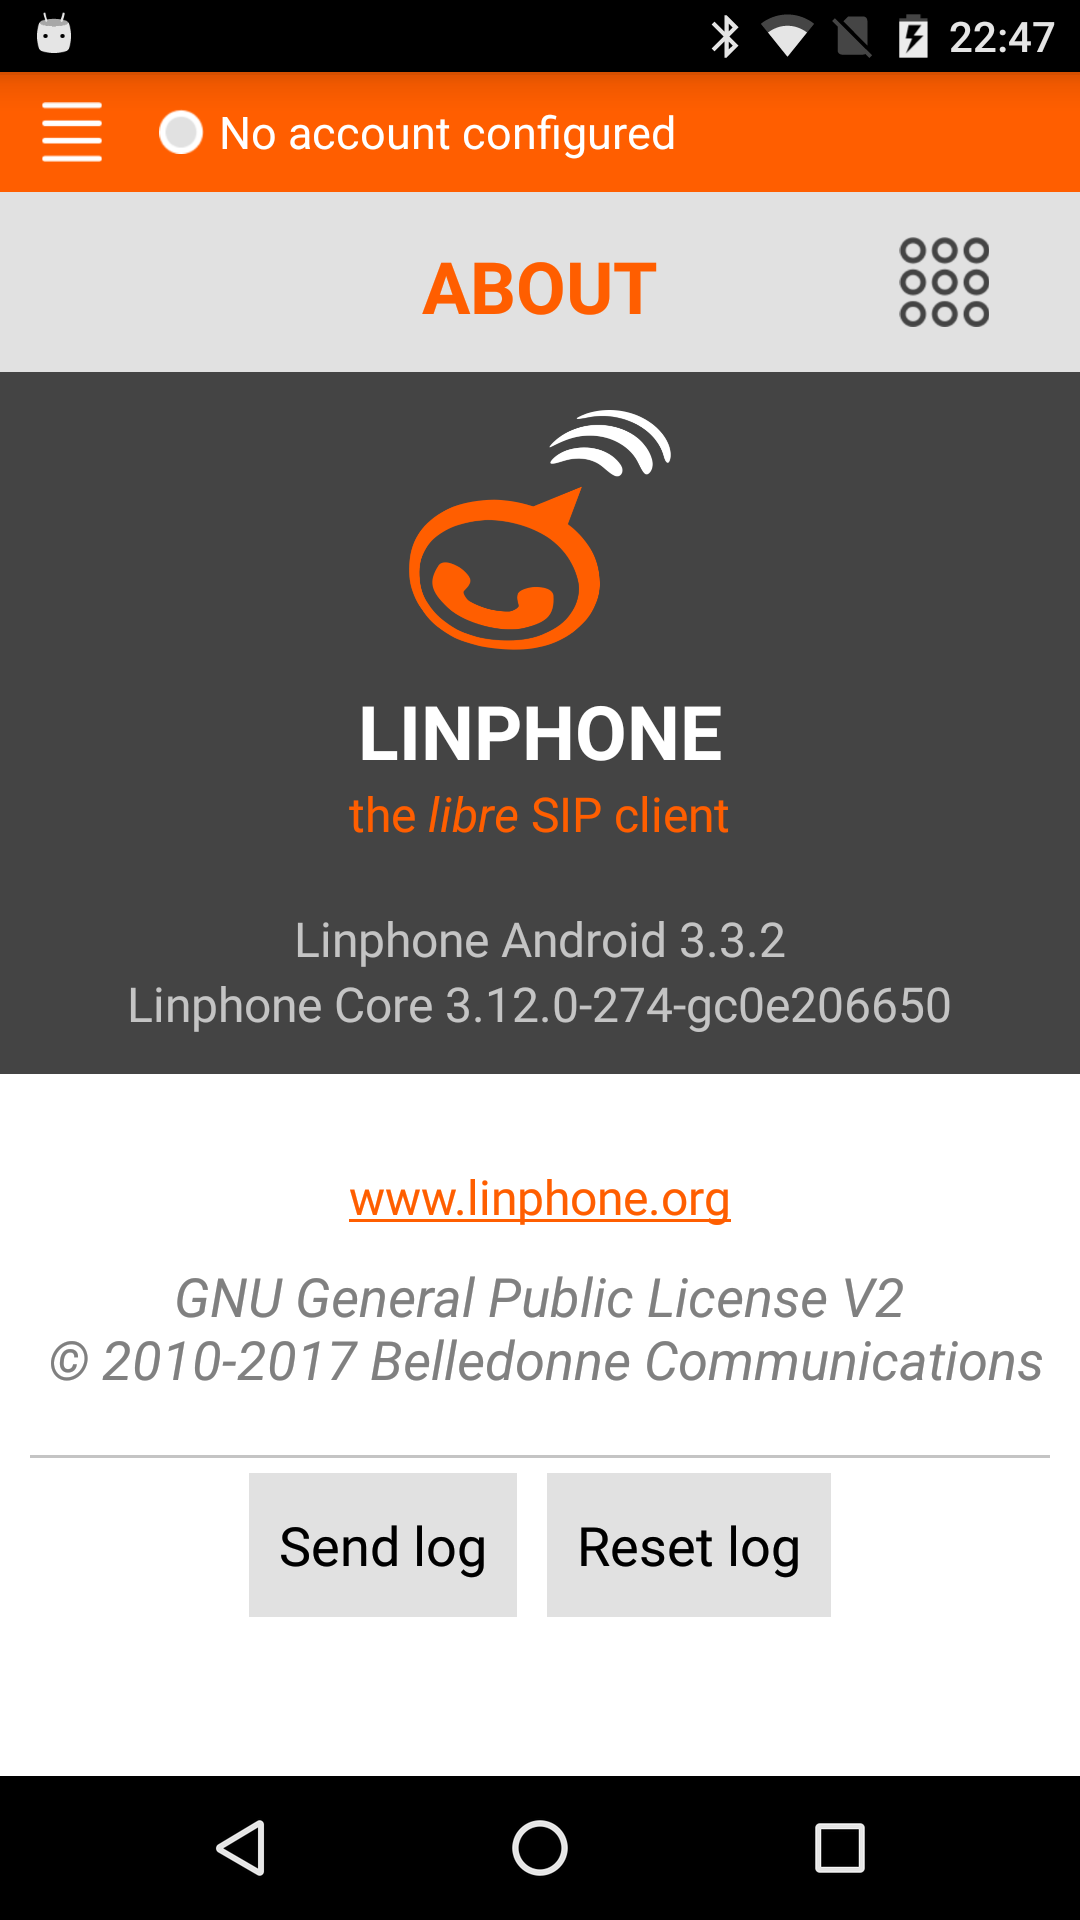 22:47
No account configured
ABOUT
LINPHONE
the libre SIP client
Linphone Android 3.3.2
Linphone Core 3.12.0-274-gc0e206650
www.linphone.org
GNU General Public License V2
© 2010-2017 Belledonne Communications
Send log
Reset log